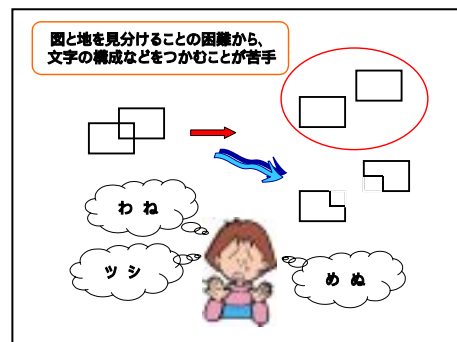 図と地を見分けることの困難から、
文字の構成などをつかむことが苦手
わ ね
ツ シ
め ぬ